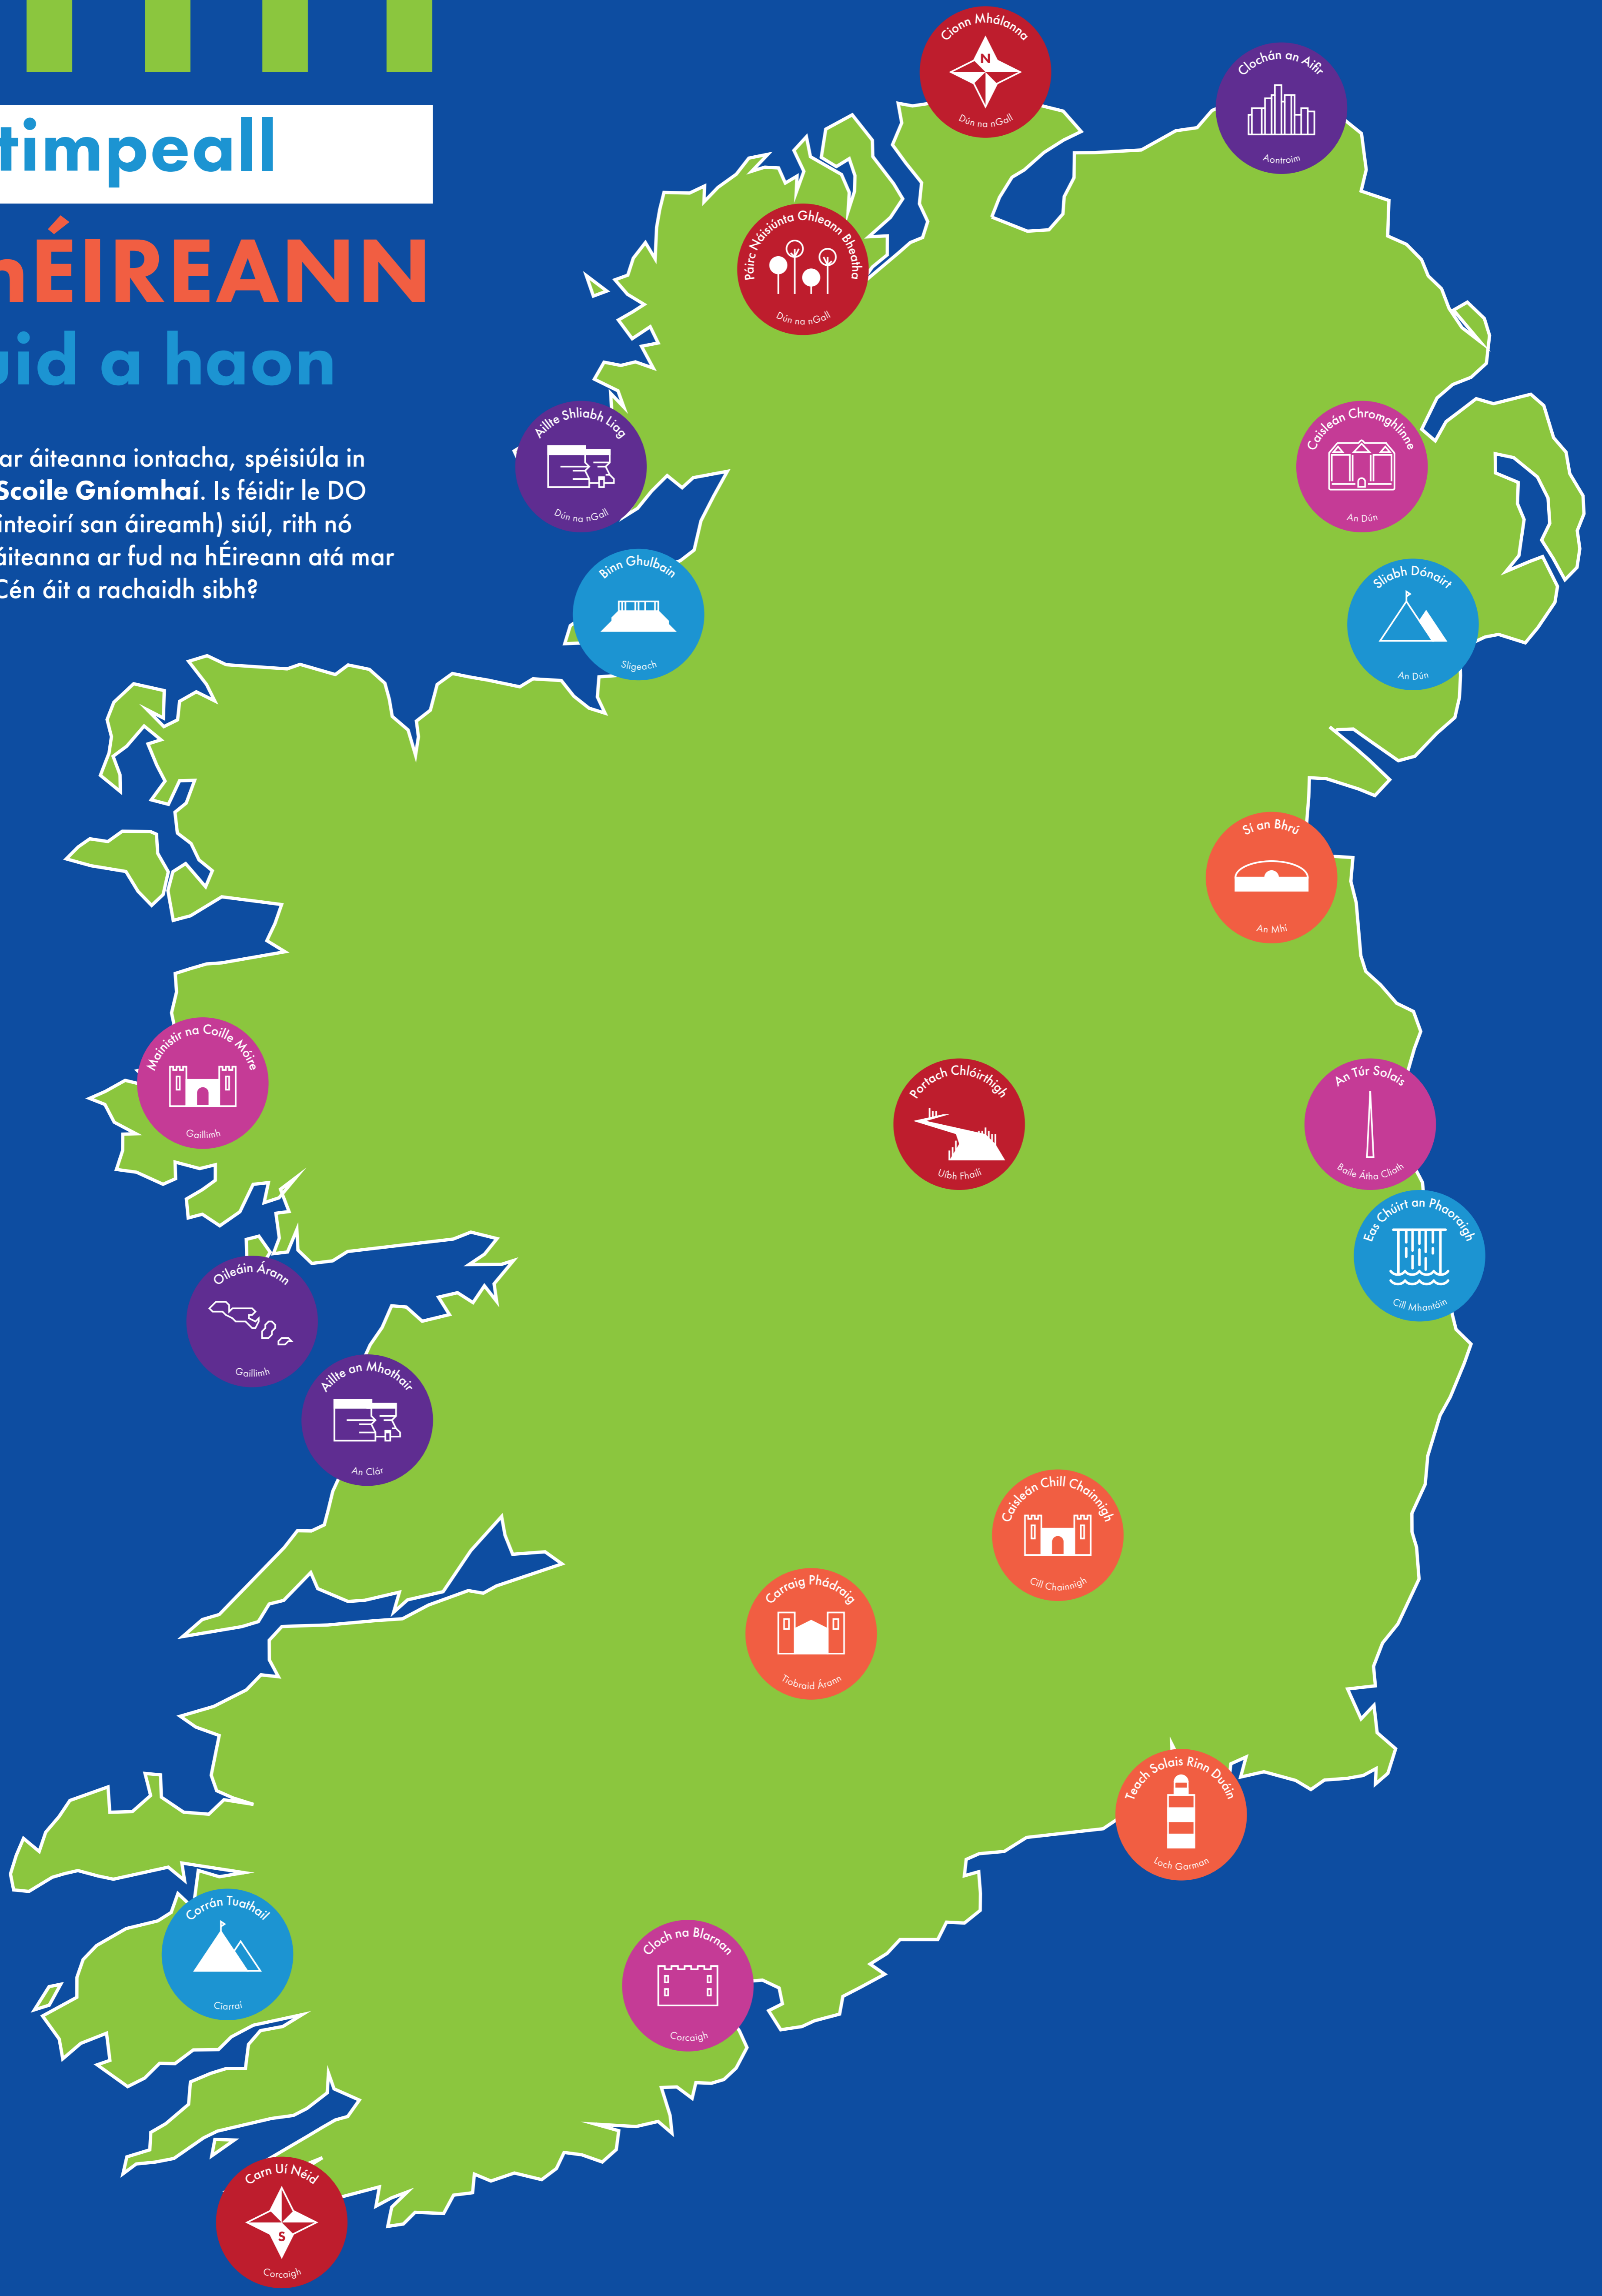 timpeall
hÉIREANN
uid a haon
ar áiteanna iontacha, spéisiúla in
Scoile Gníomhaí. Is féidir le DO
inteoirí san áireamh) siúl, rith nó
áiteanna ar fud na hÉireann atá mar
Cén áit a rachaidh sibh?
Cionn Mhálanna
N
Dún na nGall
Clochán an Aifir
Aontroim
Páirc Náisiúnta Ghleann Bheatha
Dún na nGall
Aillte Shliabh Liag
Dún na nGall
Caisleán Chromghlinne
An Dún
Binn Ghulbain
Sligeach
Sliabh Dónairt
An Dún
Sí an Bhrú
An Mhí
Mainistir na Coille Móire
Gaillimh
Portach Chlóirthigh
Uíbh Fhailí
An Túr Solais
Baile Átha Cliath
Eas Chúirt an Phaoraigh
Cill Mhantáin
Oileáin Árann
Gaillimh
Aillte an Mhothair
An Clár
Caisleán Chill Chainnigh
Cill Chainnigh
Carraig Phádraig
Tiobraid Árann
Teach Solais Rinn Duáin
Loch Garman
Corrán Tuathail
Ciarraí
Cloch na Blarnan
Corcaigh
Carn Uí Néid
S
Corcaigh